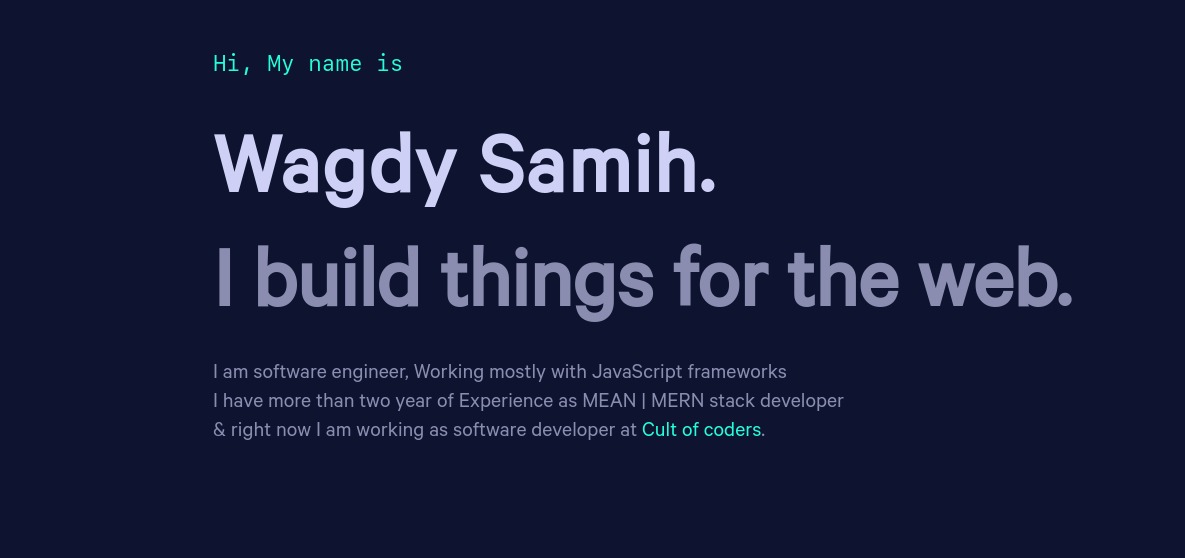 Hi, My name is
Wagdy Samih.
I build things for the web.
I am software engineer, Working mostly with JavaScript frameworks
I have more than two year of Experience as MEAN | MERN stack developer
& right now I am working as software developer at Cult of coders.